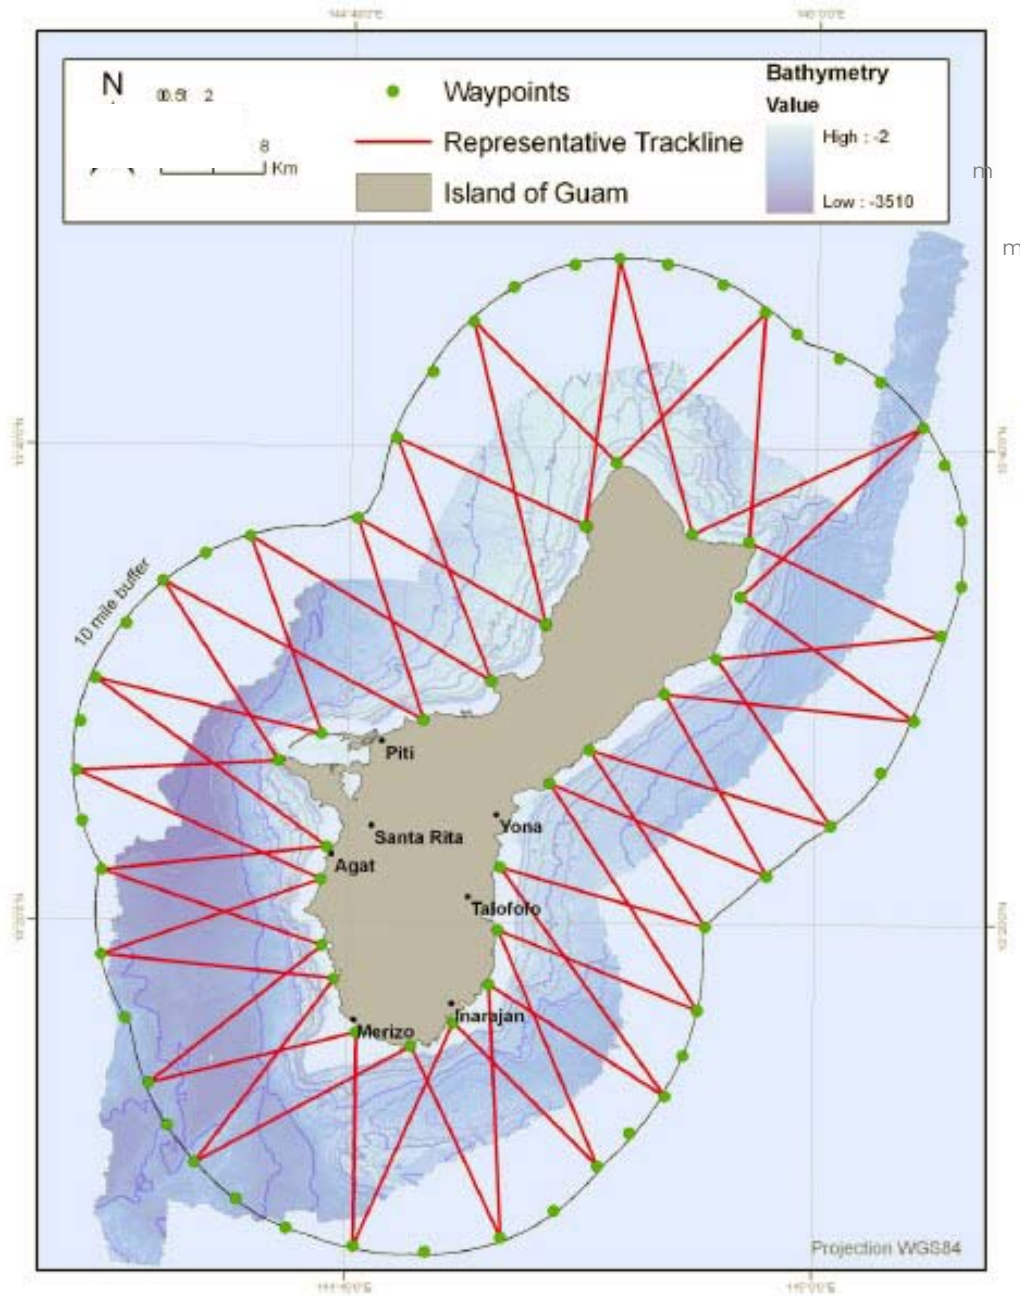 N
2
8
Km
Waypoints
Representative Trackline
Island of Guam
Bathymetry
Value
High : -2
Low : -3510
m
m
10 mile buffer
Piti
Santa Rita
Yona
Agat
Talofofo
Inarajan
Merizo
Projection WGS84